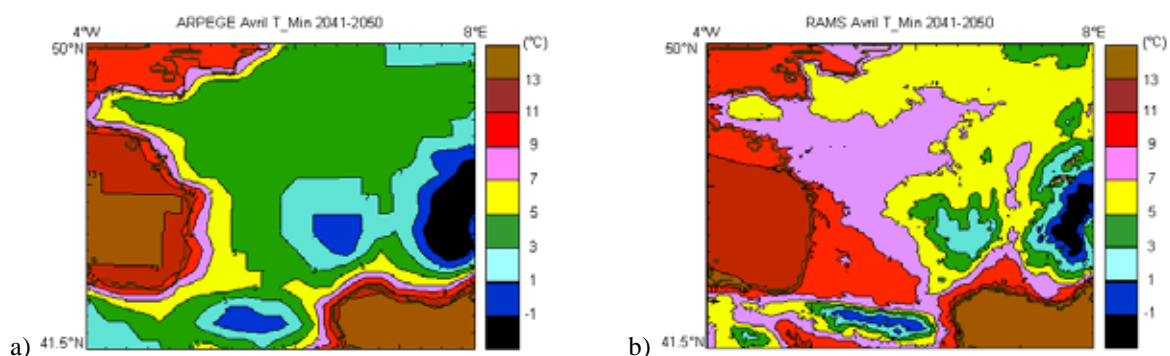 ARPEGE Avril T_Min 2041-2050
4°W
8°E
(°C)
50°N
13
11
9
7
5
3
1
-1
41.5°N
a)
RAMS Avril T_Min 2041-2050
4°W
8°E
(°C)
50°N
13
11
9
7
5
3
1
-1
41.5°N
b)